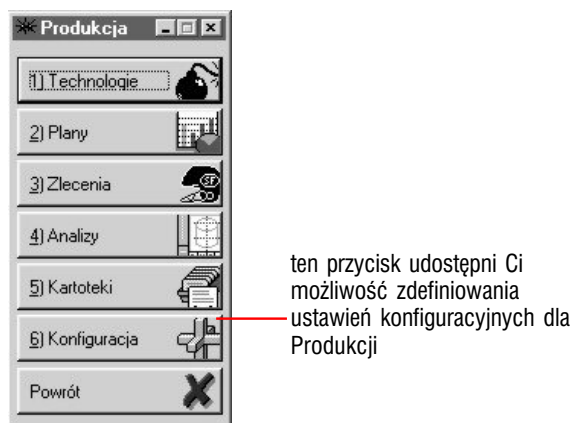 Produkcja
1) Technologie
2) Plany
3) Zlecenia
SF
4) Analizy
5) Kartoteki
6) Konfiguracja
Powrót
ten przycisk udostępni Ci
możliwość zdefiniowania
ustawień konfiguracyjnych dla
Produkcji